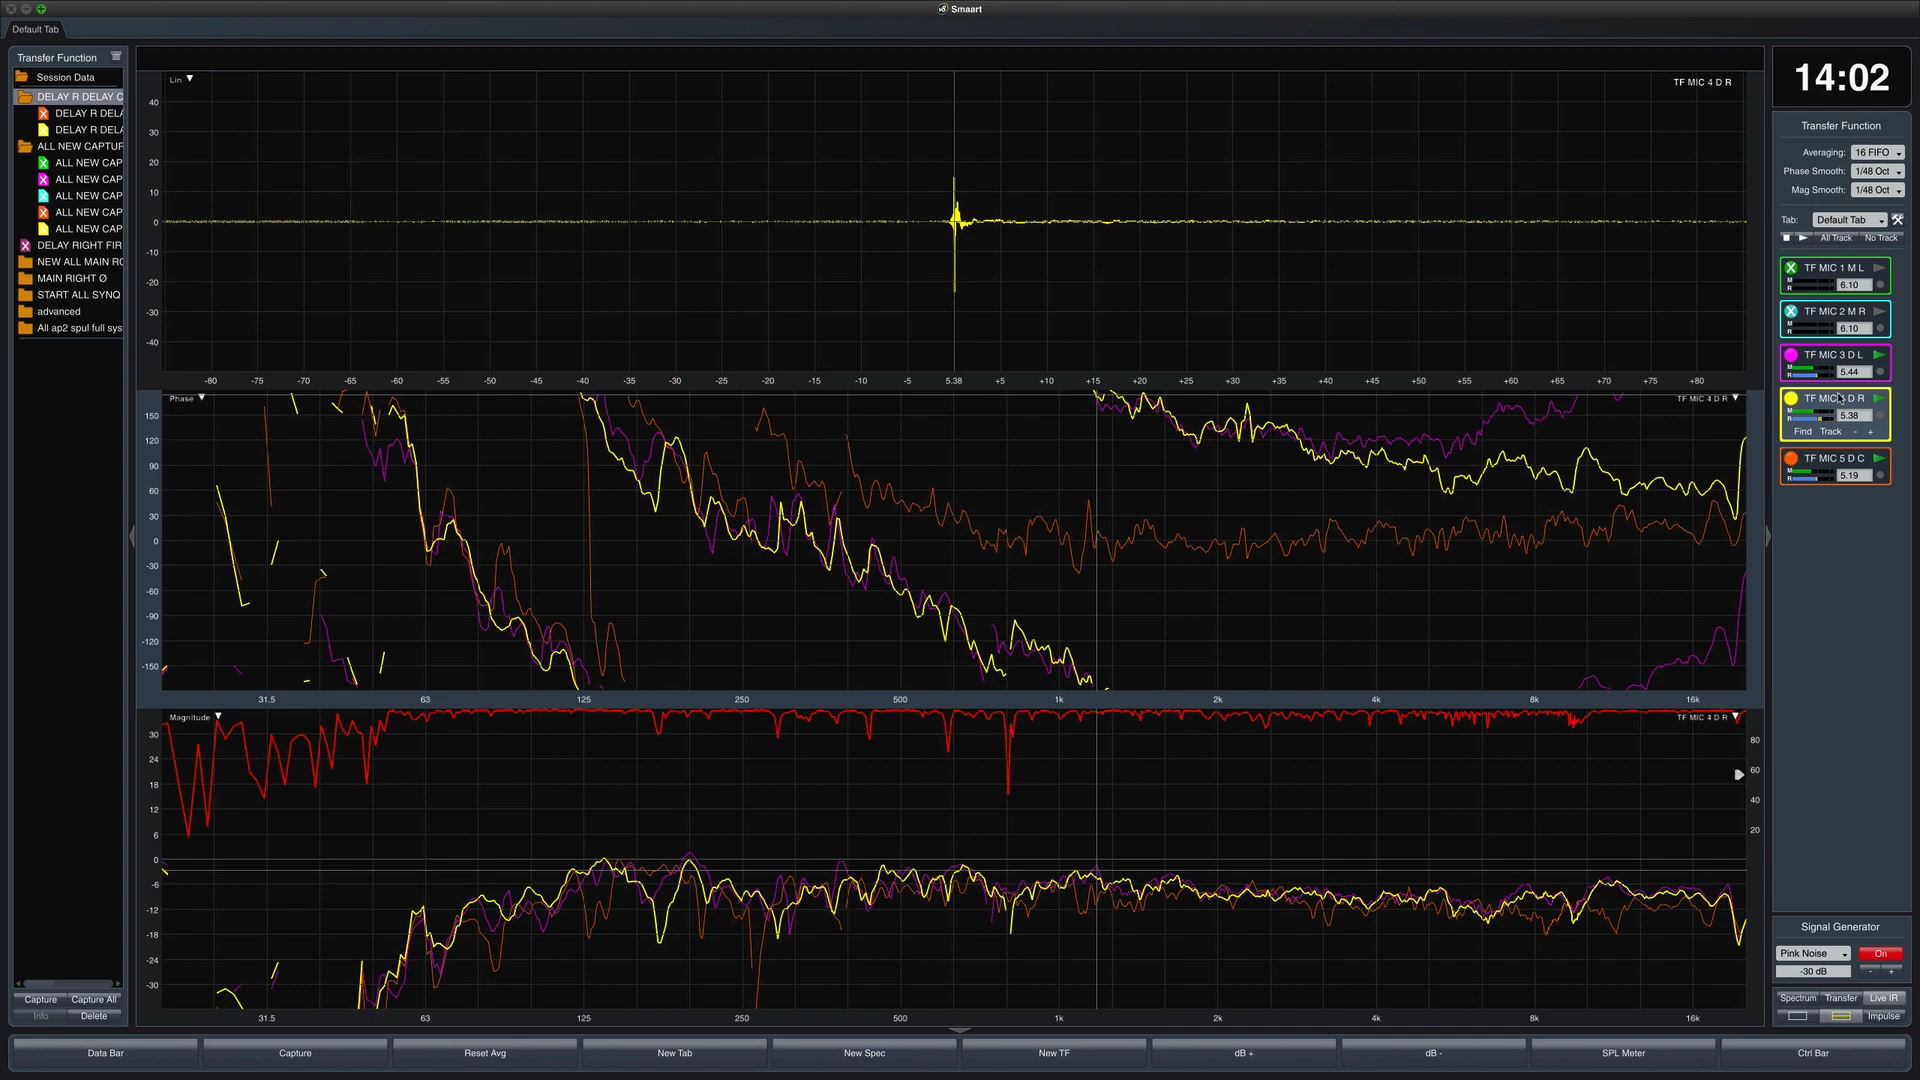 Smaart
Default Tab
Transfer Function
Session Data
DELAY R DELAY C
DELAY R DELA
DELAY R DELA
ALL NEW CAPTUR
ALL NEW CAP
ALL NEW CAP
ALL NEW CAP
ALL NEW CAP
ALL NEW CAP
DELAY RIGHT FIR
NEW ALL MAIN RO
MAIN RIGHT Ø
START ALL SYNQ
advanced
All ap2 spul full sys
Capture Capture All
Info Delete
Lin TF MIC 4 D R
40
30
20
10
0
-10
-20
-30
-40
-80 -75 -70 -65 -60 -55 -50 -45 -40 -35 -30 -25 -20 -15 -10 -5 5.38 +5 +10 +15 +20 +25 +30 +35 +40 +45 +50 +55 +60 +65 +70 +75 +80
Phase TF MIC 4 D R
150
120
90
60
30
0
-30
-60
-90
-120
-150
31.5 63 125 250 500 1k 2k 4k 8k 16k
Magnitude TF MIC 4 D R
30
24
18
12
6
0
-6
-12
-18
-24
-30
80
60
40
20
31.5 63 125 250 500 1k 2k 4k 8k 16k
14:02
Transfer Function
Averaging: 16 FIFO
Phase Smooth: 1/48 Oct
Mag Smooth: 1/48 Oct
Tab: Default Tab
All Track No Track
TF MIC 1 M L
M
R 6.10
TF MIC 2 M R
M
R 6.10
TF MIC 3 D L
M
R 5.44
TF MIC D R
M
R 5.38
Find Track - +
TF MIC 5 D C
M
R 5.19
Signal Generator
Pink Noise On
-30 dB - +
Spectrum Transfer Live IR
Impulse
Data Bar Capture Reset Avg New Tab New Spec New TF dB + dB - SPL Meter Ctrl Bar